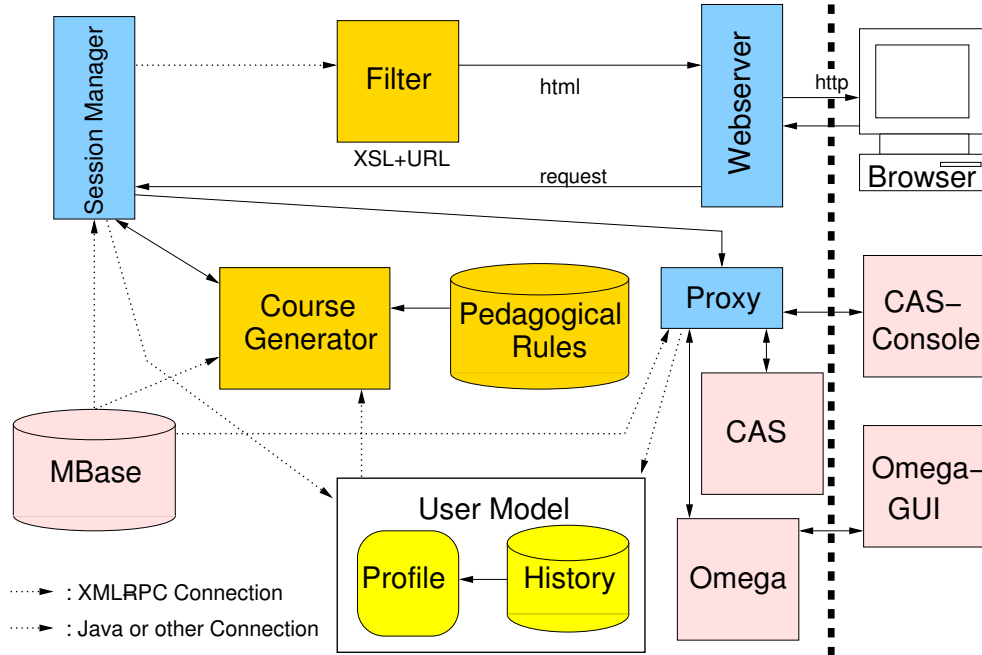 Session Manager
Filter
XSL+URL
html
request
Webserver
http
Browser
Course
Generator
Pedagogical
Rules
Proxy
CAS–
Console
CAS
MBase
User Model
Profile
History
Omega
Omega–
GUI
: XMLRPC Connection
: Java or other Connection